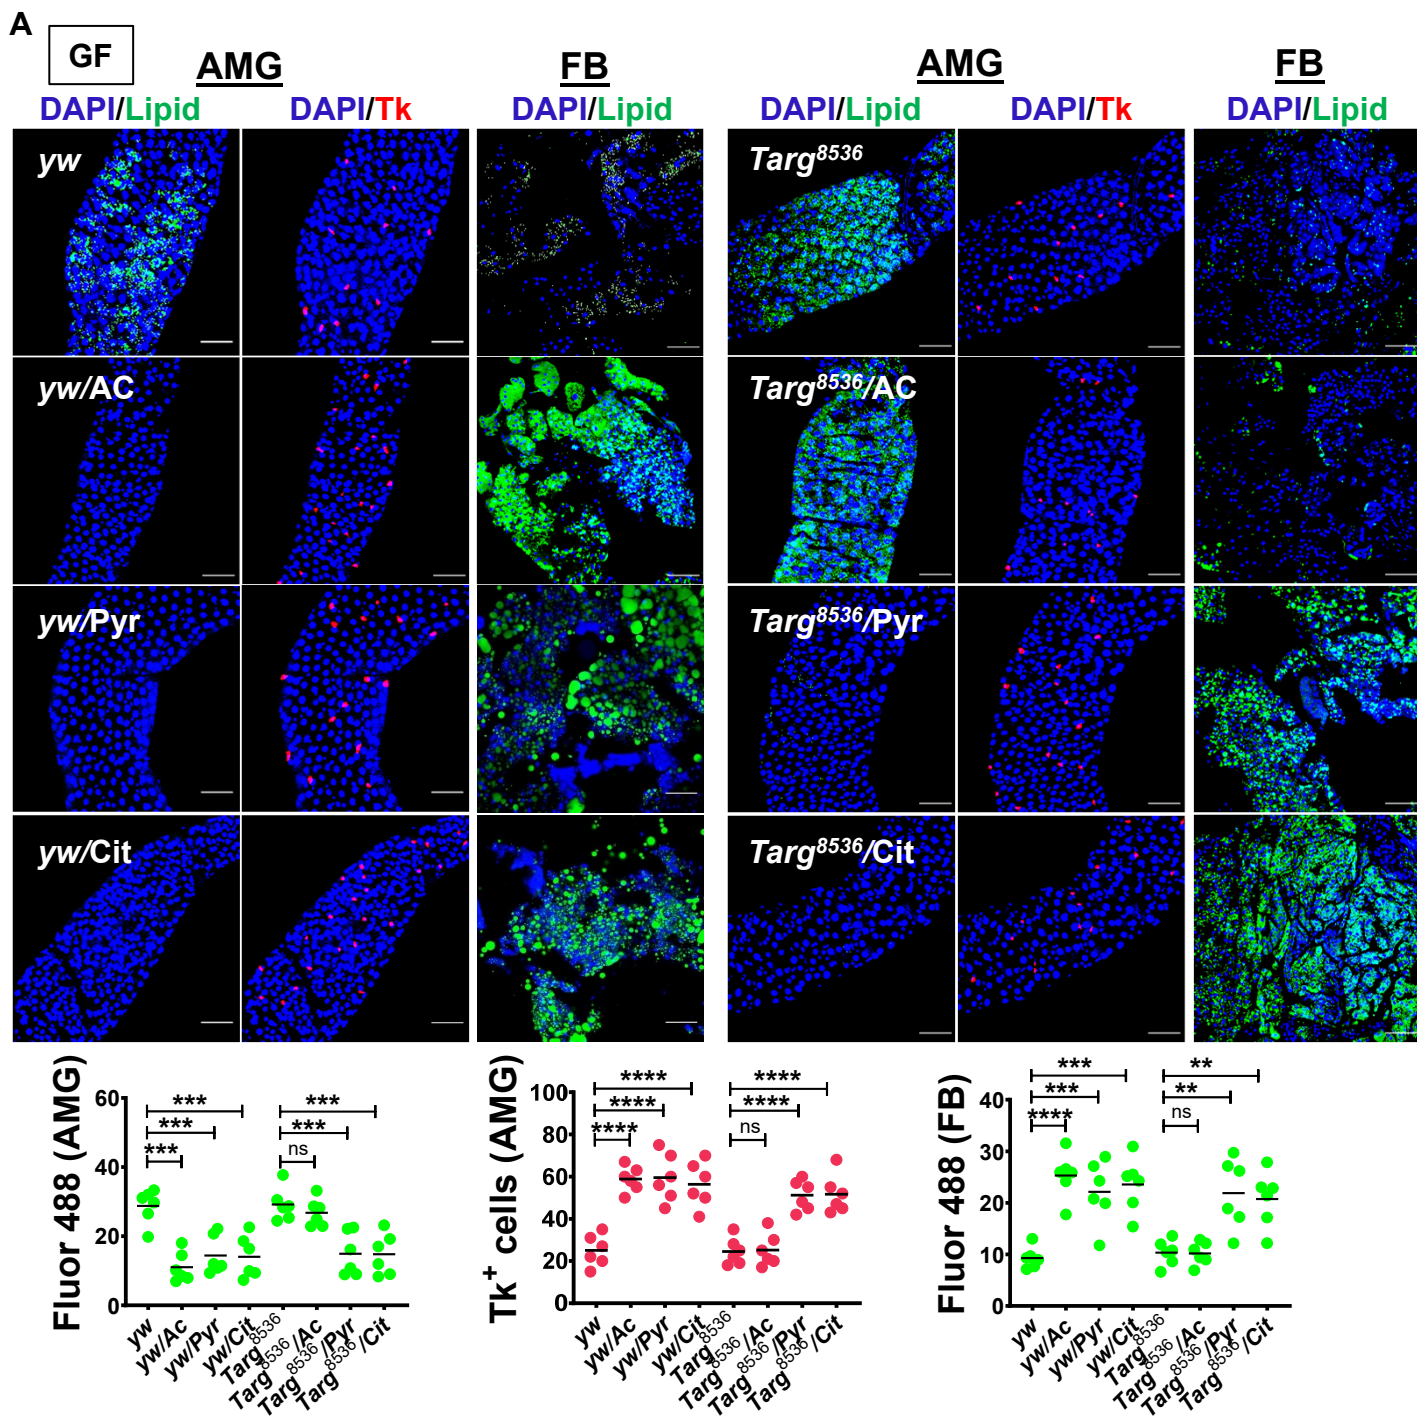 A
GF
AMG FB AMG FB
DAPI/Lipid DAPI/Tk DAPI/Lipid DAPI/Lipid DAPI/Tk DAPI/Lipid
yw Targ8536
yw/AC Targ8536/AC
yw/Pyr Targ8536/Pyr
yw/Cit Targ8536/Cit
Fluor 488 (AMG)
60
40
20
0
*** ***
*** ***
*** ns
yw yw/Ac yw/Pyr yw/Cit Targ8536 Targ8536/Ac Targ8536/Pyr Targ8536/Cit
Tk+ cells (AMG)
100
80
60
40
20
0
**** ****
**** ****
**** ns
yw yw/Ac yw/Pyr yw/Cit Targ8536 Targ8536/Ac Targ8536/Pyr Targ8536/Cit
Fluor 488 (FB)
40
30
20
10
0
*** **
*** **
**** ns
yw yw/Ac yw/Pyr yw/Cit Targ8536 Targ8536/Ac Targ8536/Pyr Targ8536/Cit